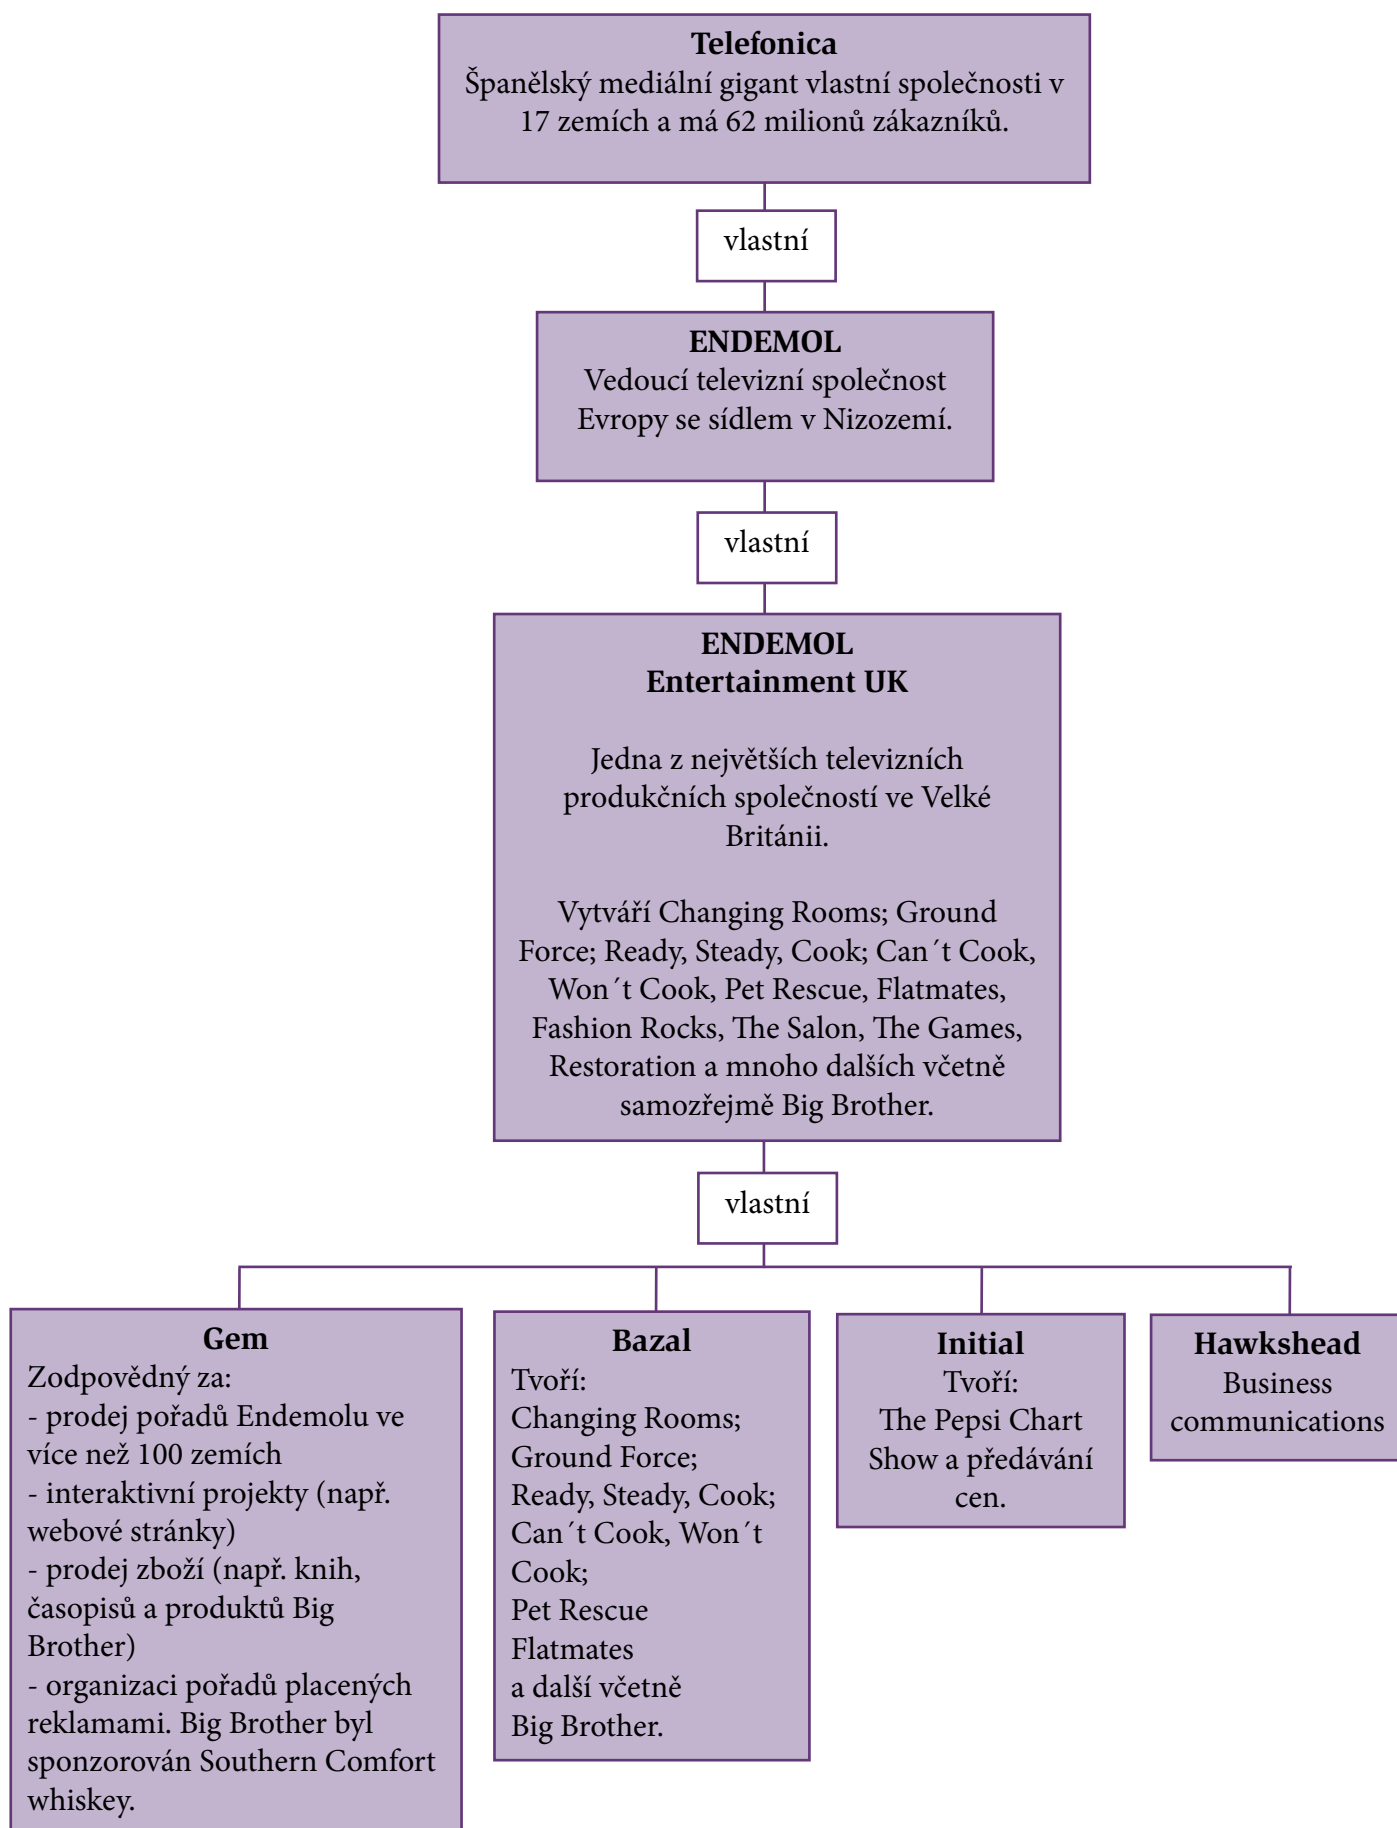 Telefonica
Španělský mediální gigant vlastní společnosti v
17 zemích a má 62 milionů zákazníků.
vlastní
ENDEMOL
Vedoucí televizní společnost
Evropy se sídlem v Nizozemí.
vlastní
ENDEMOL
Entertainment UK
Jedna z největších televizních
produkčních společností ve Velké
Británii.
Vytváří Changing Rooms; Ground
Force; Ready, Steady, Cook; Can´t Cook,
Won´t Cook, Pet Rescue, Flatmates,
Fashion Rocks, The Salon, The Games,
Restoration a mnoho dalších včetně
samozřejmě Big Brother.
vlastní
Gem
Zodpovědný za:
- prodej pořadů Endemolu ve
více než 100 zemích
- interaktivní projekty (např.
webové stránky)
- prodej zboží (např. knih,
časopisů a produktů Big
Brother)
- organizaci pořadů placených
reklamami. Big Brother byl
sponzorován Southern Comfort
whiskey.
Bazal
Tvoří:
Changing Rooms;
Ground Force;
Ready, Steady, Cook;
Can´t Cook, Won´t
Cook;
Pet Rescue
Flatmates
a další včetně
Big Brother.
Initial
Tvoří:
The Pepsi Chart
Show a předávání
cen.
Hawkshead
Business
communications